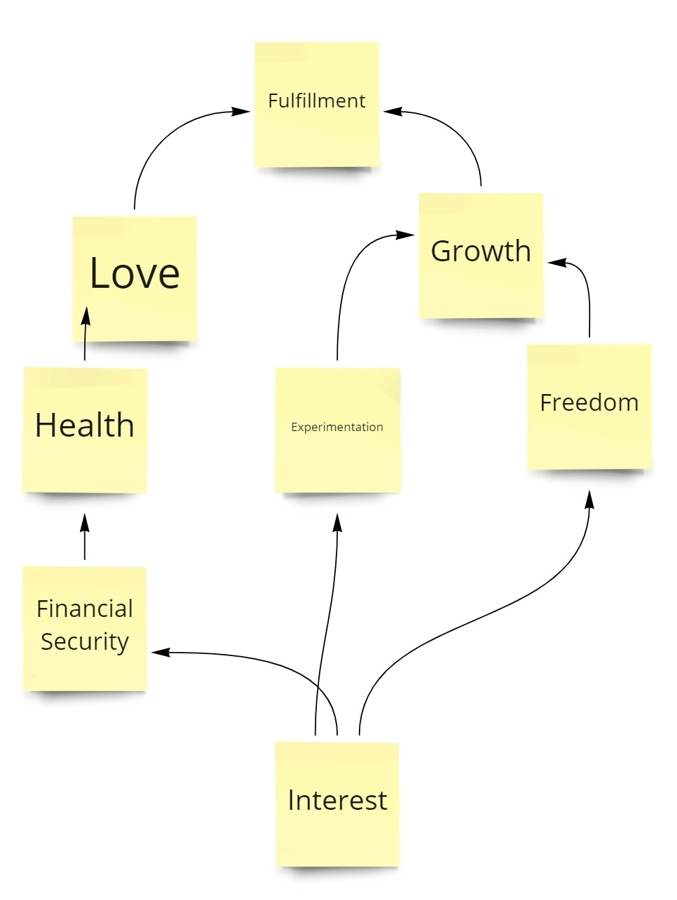 Fulfillment
Growth
Love
Freedom
Health
Experimentation
Financial
Security
Interest